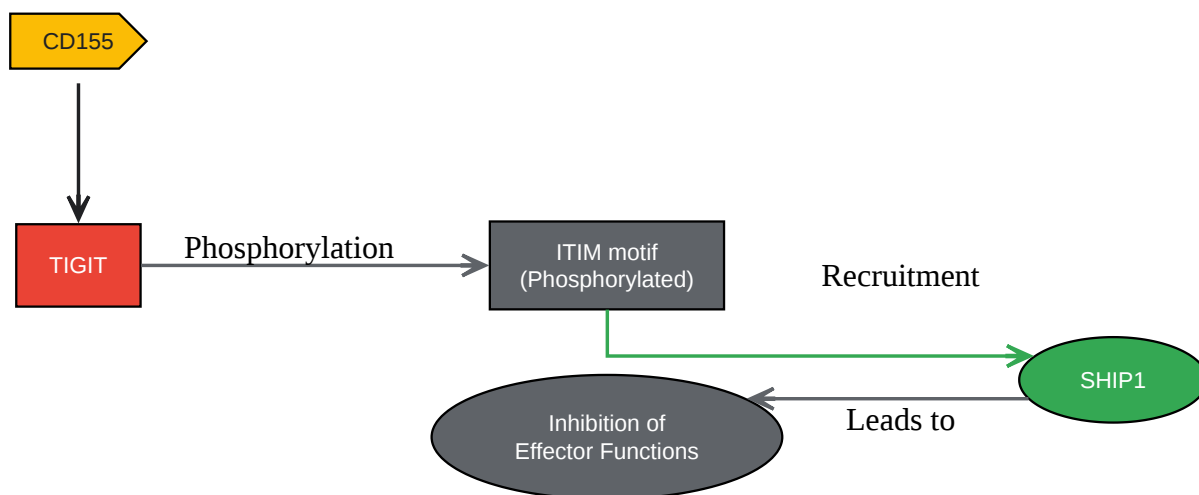 CD155
TIGIT
Phosphorylation
ITIM motif
(Phosphorylated)
Recruitment
SHIP1
Leads to
Inhibition of
Effector Functions